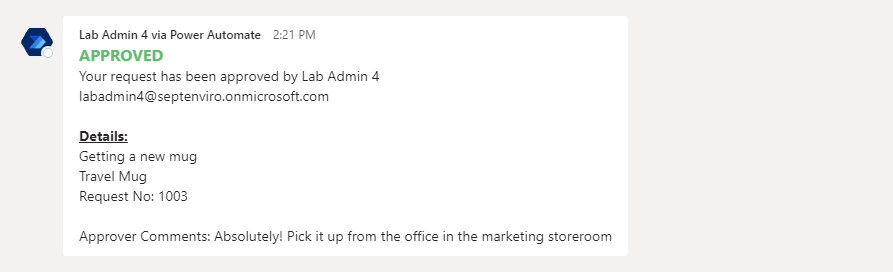 Lab Admin 4 via Power Automate 2:21 PM
APPROVED
Your request has been approved by Lab Admin 4
labadmin4@septenviro.onmicrosoft.com
Details:
Getting a new mug
Travel Mug
Request No: 1003
Approver Comments: Absolutely! Pick it up from the office in the marketing storeroom